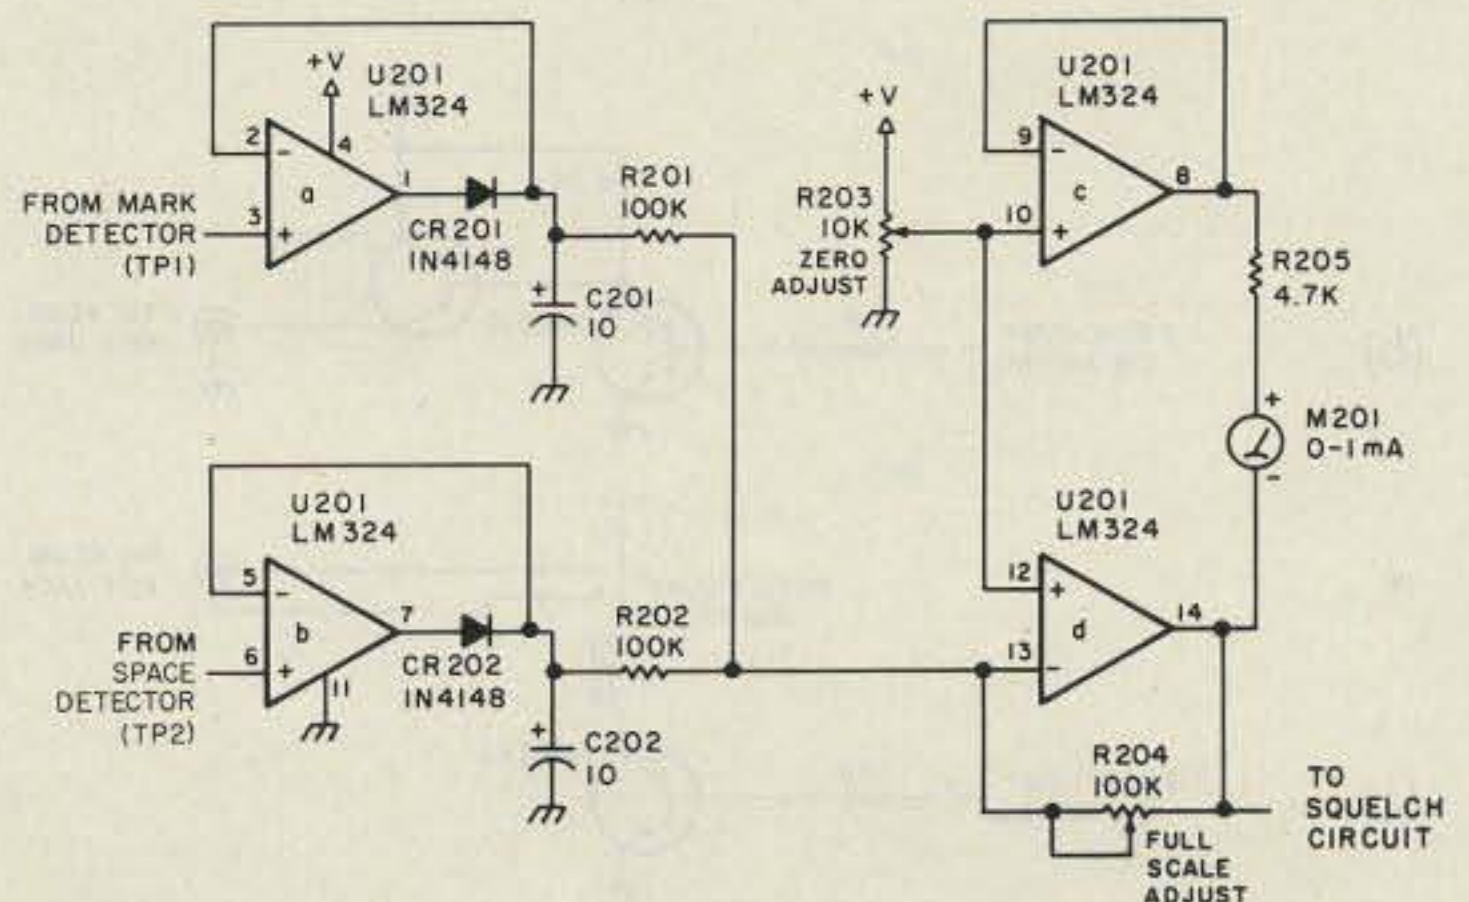 +V
U201
LM324
2
4
-
a
1
3
+
FROM MARK
DETECTOR
(TP1)
CR201
1N4148
R201
100K
+
C201
10
U201
LM324
5
-
b
7
6
+
11
FROM
SPACE
DETECTOR
(TP2)
CR202
1N4148
R202
100K
+
C202
10
+V
R203
10K
ZERO
ADJUST
U201
LM324
9
-
c
8
10
+
R205
4.7K
+
M201
0-1mA
-
U201
LM324
12
+
d
14
13
-
R204
100K
FULL
SCALE
ADJUST
TO
SQUELCH
CIRCUIT